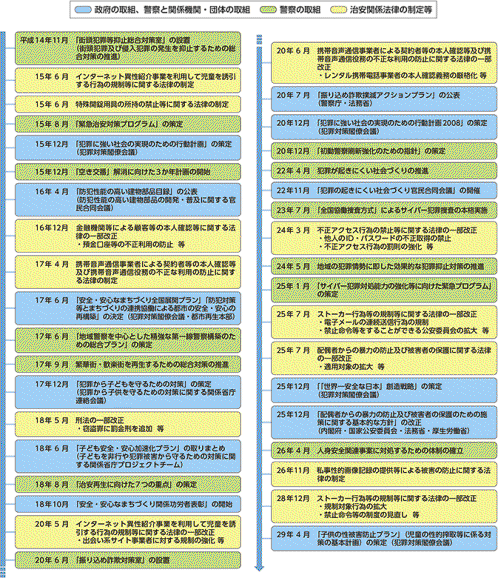 政府の取組、警察と関係機関・団体の取組
警察の取組
治安関係法律の制定等
平成14年11月 「街頭犯罪等抑止総合対策室」の設置
(街頭犯罪及び侵入犯罪の発生を抑止するための総
合対策の推進)
15年6月 インターネット異性紹介事業を利用して児童を誘引
する行為の規制等に関する法律の制定
15年6月 特殊開錠用具の所持の禁止等に関する法律の制定
15年8月 「緊急治安対策プログラム」の策定
15年12月 「犯罪に強い社会の実現のための行動計画」の策定
(犯罪対策閣僚会議)
15年12月 「空き交番」解消に向けた3か年計画の開始
16年4月 「防犯性能の高い建物部品目録」の公表
(防犯性能の高い建物部品の開発・普及に関する官
民合同会議)
16年12月 金融機関等による顧客等の本人確認等に関する法律
の一部改正
・預金口座等の不正利用の防止 等
17年4月 携帯音声通信事業者による契約者等の本人確認等及
び携帯音声通信役務の不正な利用の防止に関する
法律の制定
17年6月 「安全・安心なまちづくり全国展開プラン」「防犯対策
等とまちづくりの連携協働による都市の安全・安心の
再構築」の決定(犯罪対策閣僚会議・都市再生本部)
17年6月 「地域警察を中心とした精強な第一線警察構築のた
めの総合プラン」の策定
17年9月 繁華街・歓楽街を再生するための総合対策の推進
17年12月 「犯罪から子どもを守るための対策」の策定
(犯罪から子供を守るための対策に関する関係省庁
連絡会議)
18年5月 刑法の一部改正
・窃盗罪に罰金刑を追加 等
18年6月 「子ども安全・安心加速化プラン」の取りまとめ
(子どもを非行や犯罪被害から守るための対策に関
する関係省庁プロジェクトチーム)
18年8月 「治安再生に向けた7つの重点」の策定
18年10月 「安全・安心なまちづくり関係功労者表彰」の開始
20年5月 インターネット異性紹介事業を利用して児童を誘引す
る行為の規制等に関する法律の一部改正
・出会い系サイト事業者に対する規制の強化 等
20年6月 「振り込め詐欺対策室」の設置
20年6月 携帯音声通信事業者による契約者等の本人確認等及び携
帯音声通信役務の不正な利用の防止に関する法律の一部
改正
・レンタル携帯電話事業者の本人確認義務の厳格化 等
20年7月 「振り込め詐欺撲滅アクションプラン」の公表
(警察庁・法務省)
20年12月 「犯罪に強い社会の実現のための行動計画2008」の策定
(犯罪対策閣僚会議)
20年12月 「初動警察刷新強化のための指針」の策定
22年4月 犯罪が起きにくい社会づくりの推進
22年11月 「犯罪の起きにくい社会づくり官民合同会議」の開催
23年7月 「全国協働捜査方式」によるサイバー犯罪捜査の本格実施
24年3月 不正アクセス行為の禁止等に関する法律の一部改正
・他人のID・パスワードの不正取得の禁止
・不正アクセス行為の罰則の強化 等
24年5月 地域の犯罪情勢に即した効果的な犯罪抑止対策の推進
25年1月 「サイバー犯罪対処能力の強化等に向けた緊急プログラム」
の策定
25年7月 ストーカー行為等の規制等に関する法律の一部改正
・電子メールの連続送信行為の規制
・禁止命令等をすることができる公安委員会の拡大 等
25年7月 配偶者からの暴力の防止及び被害者の保護に関する法律
の一部改正
・適用対象の拡大 等
25年12月 「「世界一安全な日本」創造戦略」の策定
(犯罪対策閣僚会議)
25年12月 「配偶者からの暴力の防止及び被害者の保護のための施
策に関する基本的な方針」の改定
(内閣府・国家公安委員会・法務省・厚生労働省)
26年4月 人身安全関連事案に対処するための体制の確立
26年11月 私事性的画像記録の提供等による被害の防止に関する法
律の制定
28年12月 ストーカー行為等の規制等に関する法律の一部改正
・規制対象行為の拡大
・禁止命令等の制度の見直し 等
29年4月 「子供の性被害防止プラン」(児童の性的搾取等に係る対
策の基本計画)の策定(犯罪対策閣僚会議)